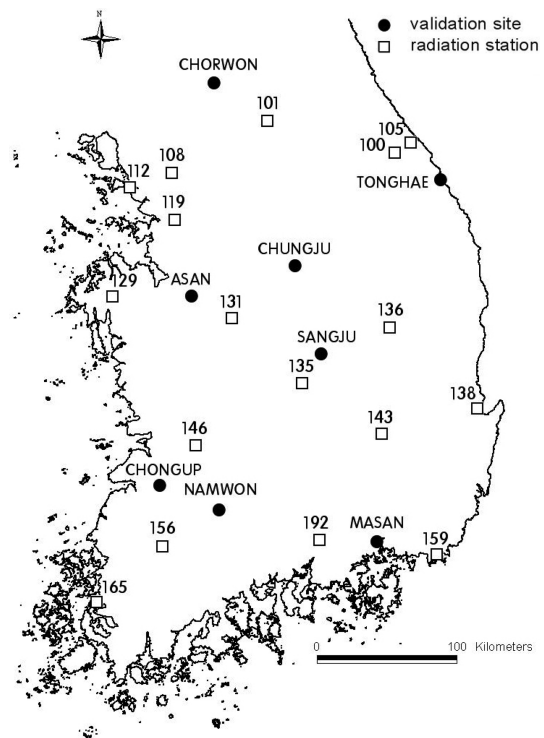 N
validation site
radiation station
CHORWON
101
105
100
108
112
TONGHAE
119
CHUNGJU
129
ASAN
131
136
SANGJU
135
138
143
146
CHONGUP
NAMWON
192
MASAN
156
159
165
0
100 Kilometers